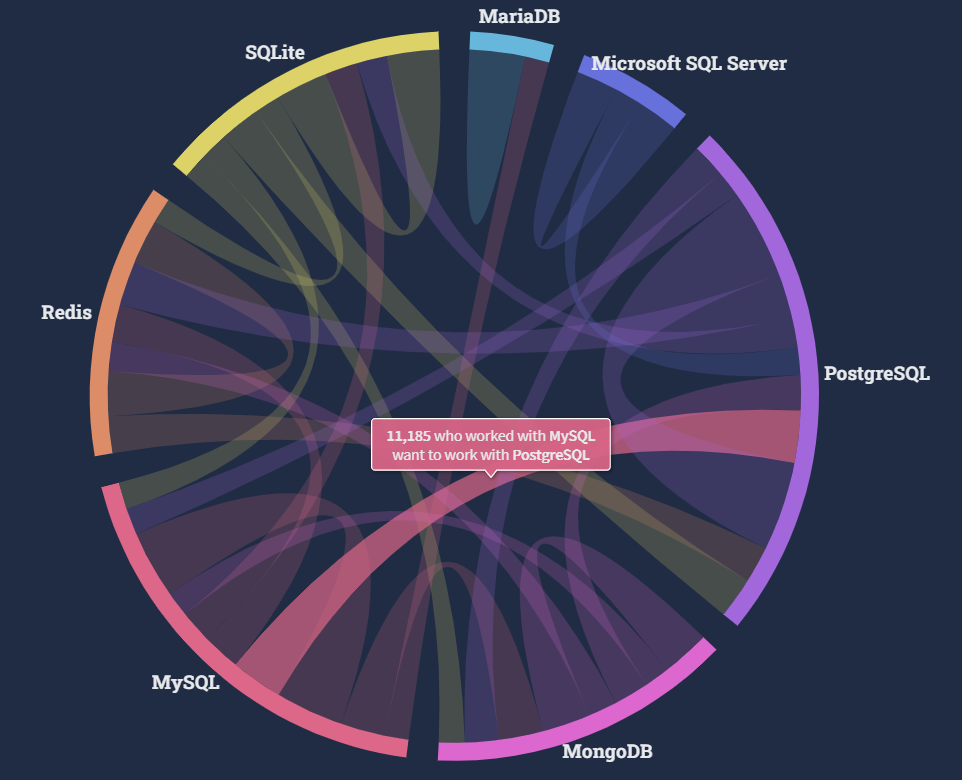 MariaDB
SQLite
Microsoft SQL Server
Redis
PostgreSQL
11,185 who worked with MySQL
want to work with PostgreSQL
MySQL
MongoDB